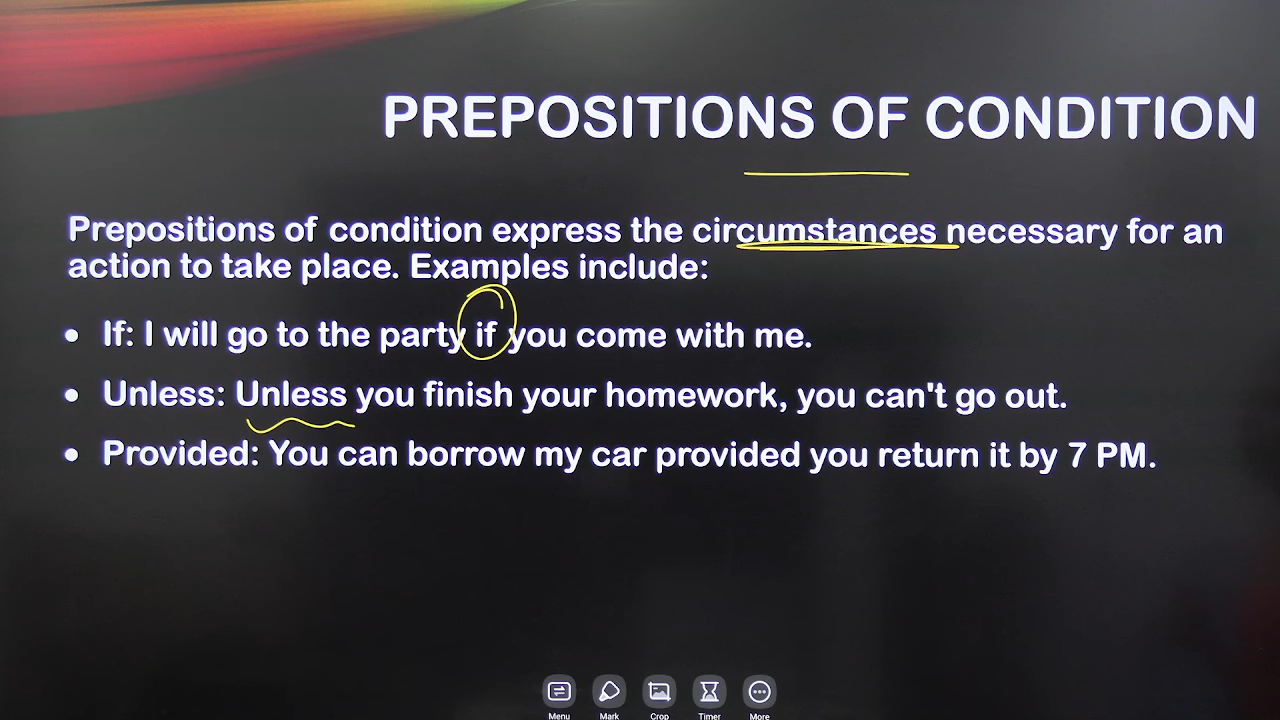 PREPOSITIONS OF CONDITION
Prepositions of condition express the circumstances necessary for an
action to take place. Examples include:
• If: I will go to the party if you come with me.
• Unless: Unless you finish your homework, you can't go out.
• Provided: You can borrow my car provided you return it by 7 PM.
Menu Mark Crop Timer More